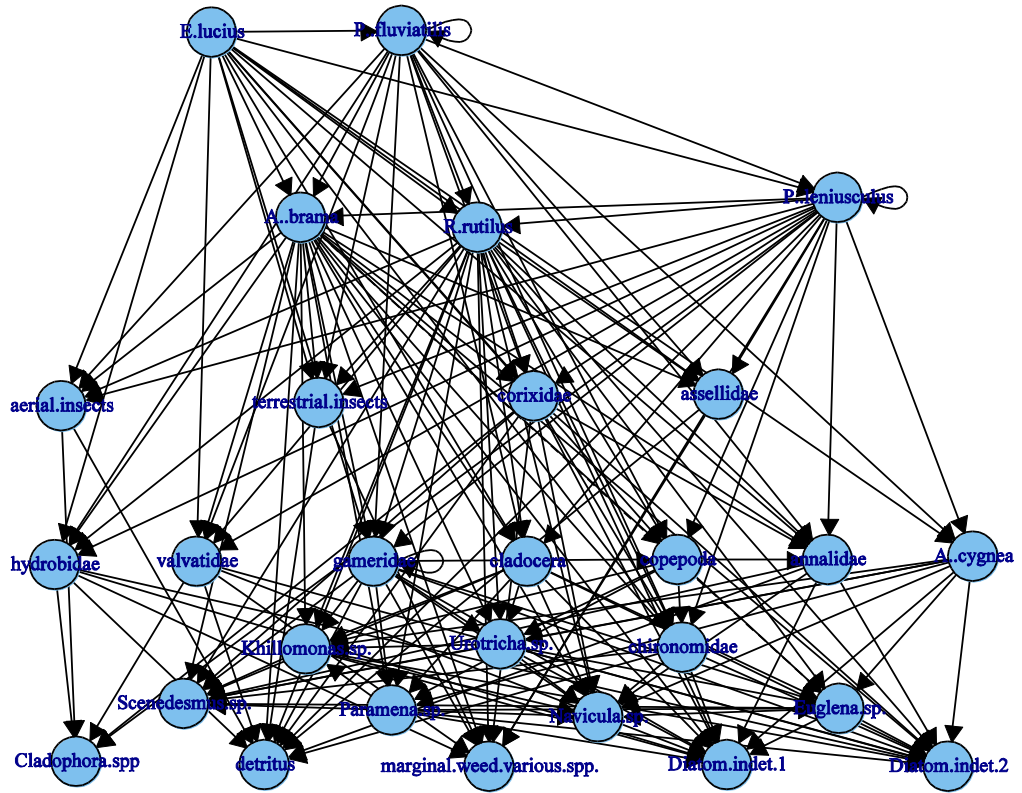 E.lucius
P..fluviatilis
P..leniusculus
A..brama
R.rutilus
aerial.insects
terrestrial.insects
corixidae
assellidae
hydrobidae
valvatidae
gameridae
cladocera
copepoda
annalidae
A..cygnea
Khillomonas.sp.
Urotricha.sp.
chironomidae
Scenedesmus.sp.
Paramena.sp.
Navicula.sp.
Euglena.sp.
Cladophora.spp
detritus
marginal.weed.various.spp.
Diatom.indet.1
Diatom.indet.2